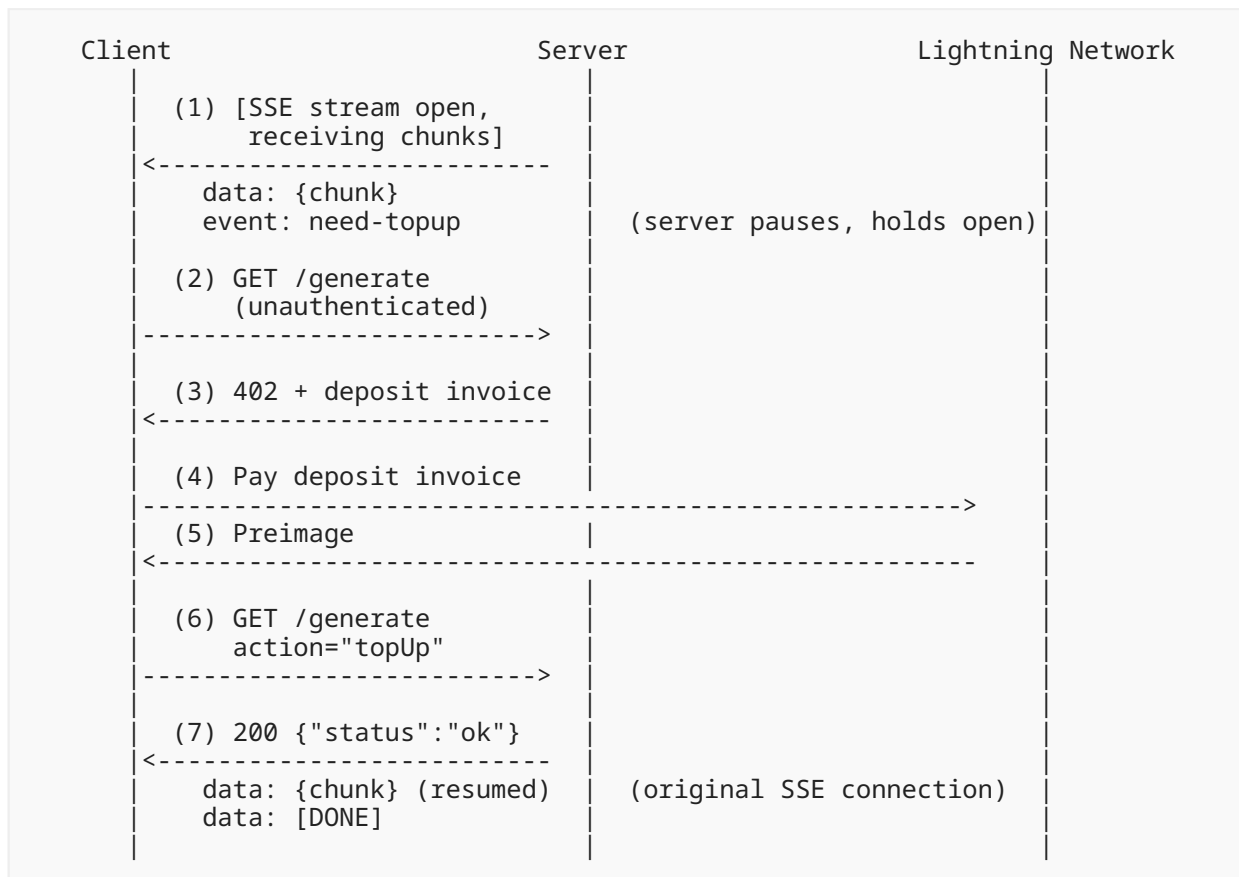 Client Server Lightning Network
(1) [SSE stream open,
receiving chunks]
data: {chunk}
event: need-topup (server pauses, holds open)
(2) GET /generate
(unauthenticated)
(3) 402 + deposit invoice
(4) Pay deposit invoice
(5) Preimage
(6) GET /generate
action="topUp"
(7) 200 {"status":"ok"}
data: {chunk} (resumed) (original SSE connection)
data: [DONE]